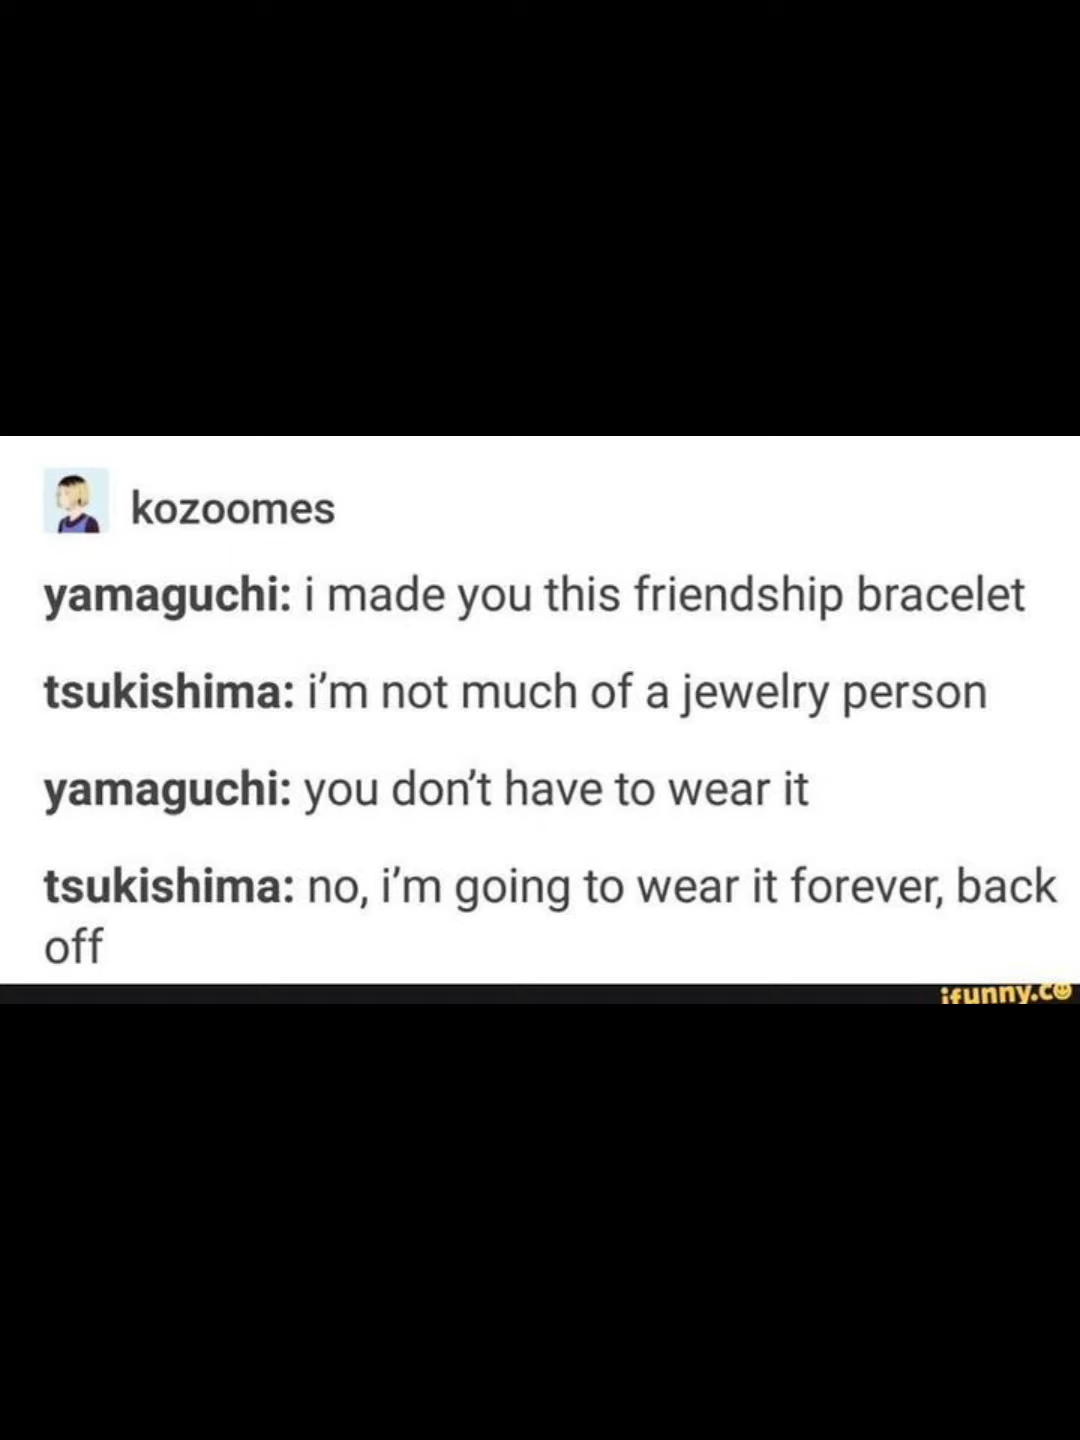 kozoomes
yamaguchi: i made you this friendship bracelet
tsukishima: i’m not much of a jewelry person
yamaguchi: you don’t have to wear it
tsukishima: no, i’m going to wear it forever, back
off
ifunny.co